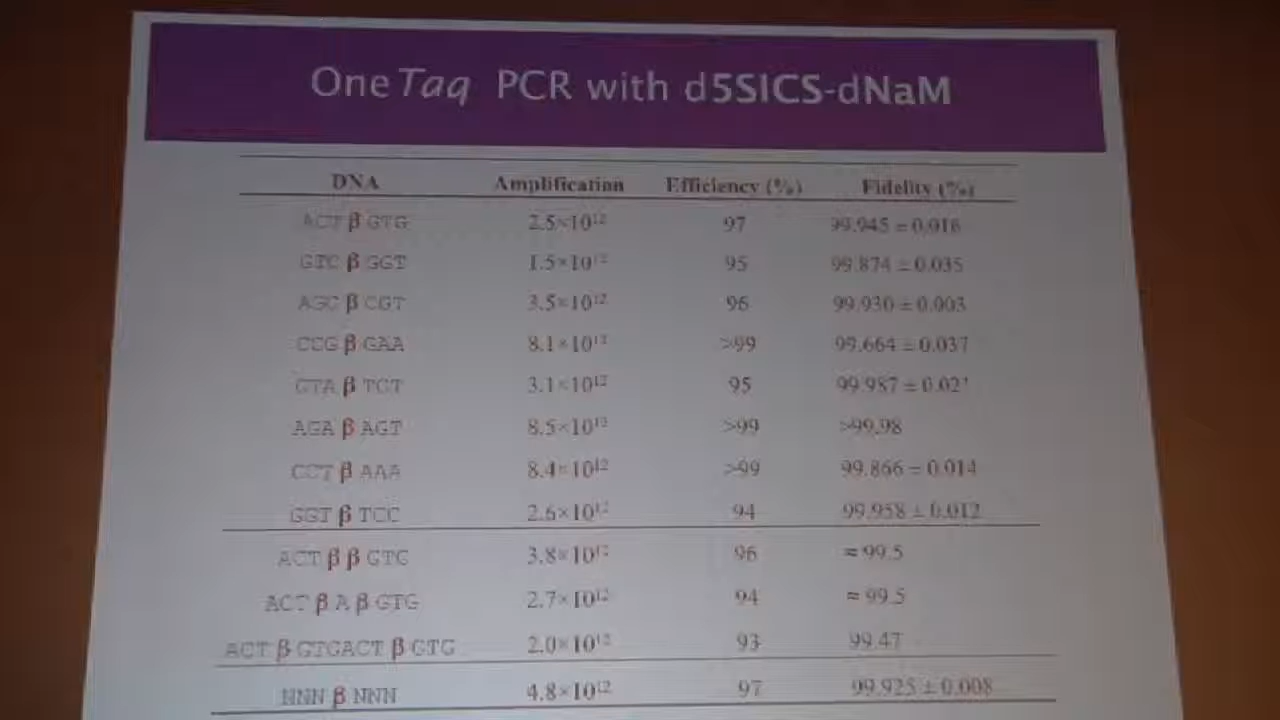 OneTaq PCR with d5SICS-dNaM
DNA Amplification Efficiency (%) Fidelity (%)
ACT β GTG 2.5×10¹² 97 99.945 ± 0.016
GTC β GGT 1.5×10¹² 95 99.874 ± 0.035
AGC β CGT 3.5×10¹² 96 99.930 ± 0.003
CCG β GAA 8.1×10¹² >99 99.664 ± 0.037
GTA β TCT 3.1×10¹² 95 99.987 ±
AGA β AGT 8.5×10¹² >99 >99.98
CCT β AAA 8.4×10¹² >99 99.866 ± 0.014
GGT β TCC 2.6×10¹² 94 99.958 ± 0.012
ACT β β GTG 3.8×10¹² 96 ≈ 99.5
ACT β A β GTG 2.7×10¹² 94 ≈ 99.5
ACT β GTGACT β GTG 2.0×10¹² 93 99.47
NNN β NNN 4.8×10¹² 97 99.925 ± 0.008